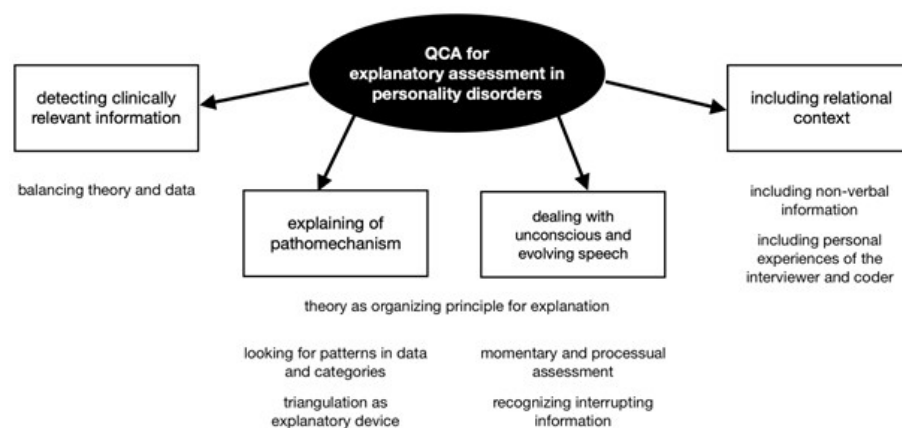 QCA for
explanatory assessment in
personality disorders
detecting clinically
relevant information
balancing theory and data
explaining of
pathomechanism
dealing with
unconscious and
evolving speech
including relational
context
including non-verbal
information
including personal
experiences of the
interviewer and coder
theory as organizing principle for explanation
looking for patterns in data
and categories
triangulation as
explanatory device
momentary and processual
assessment
recognizing interrupting
information